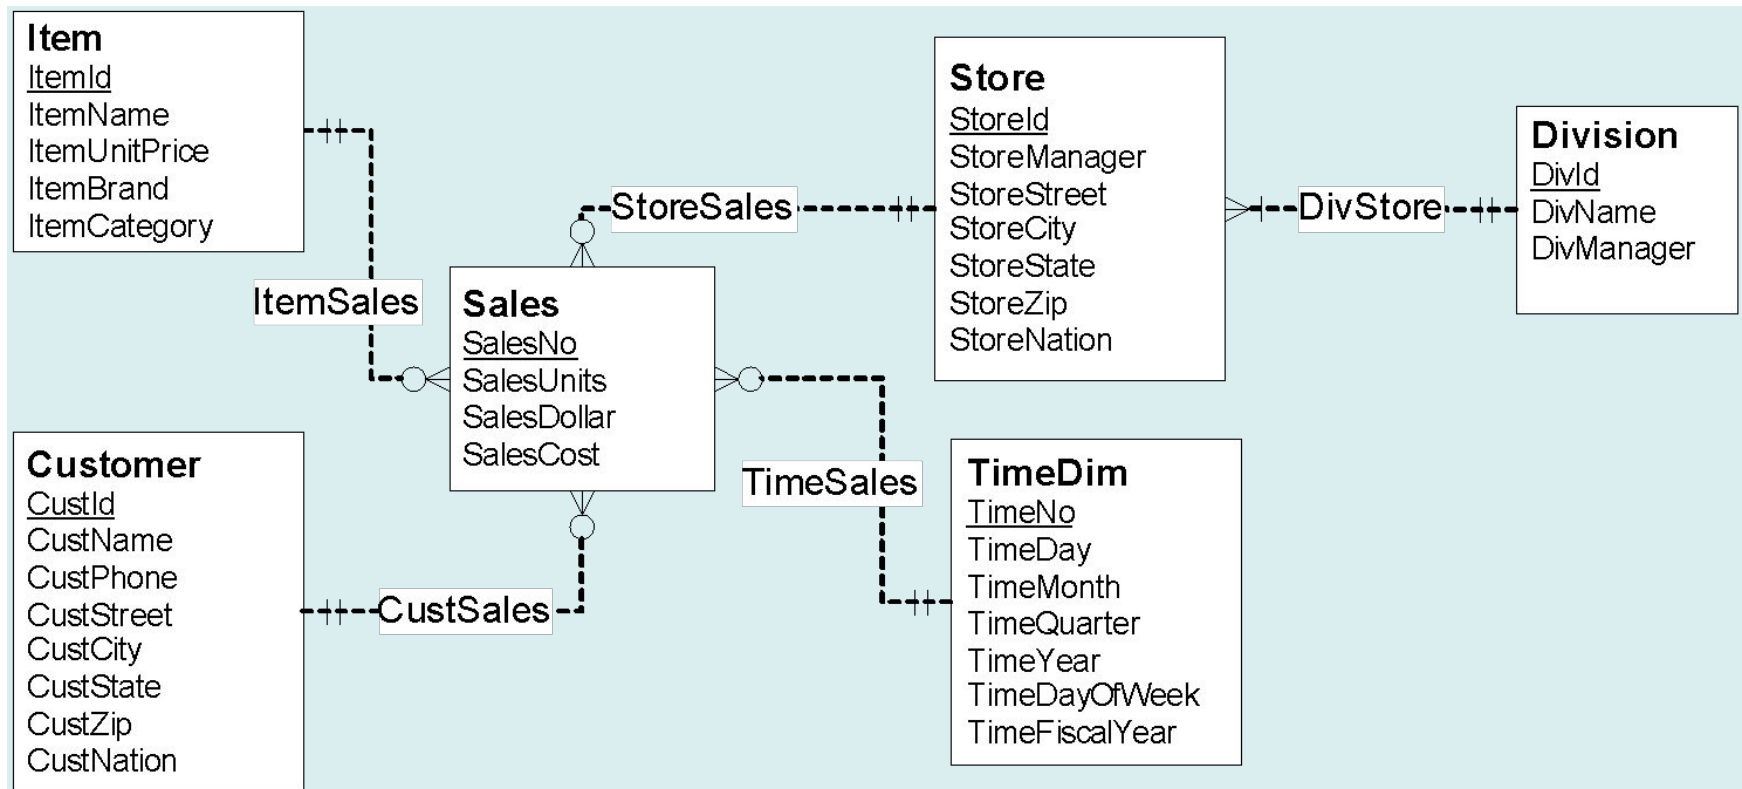 Item
ItemId
ItemName
ItemUnitPrice
ItemBrand
ItemCategory
ItemSales
Customer
CustId
CustName
CustPhone
CustStreet
CustCity
CustState
CustZip
CustNation
CustSales
Sales
SalesNo
SalesUnits
SalesDollar
SalesCost
StoreSales
TimeSales
Store
StoreId
StoreManager
StoreStreet
StoreCity
StoreState
StoreZip
StoreNation
TimeDim
TimeNo
TimeDay
TimeMonth
TimeQuarter
TimeYear
TimeDayOfWeek
TimeFiscalYear
DivStore
Division
DivId
DivName
DivManager